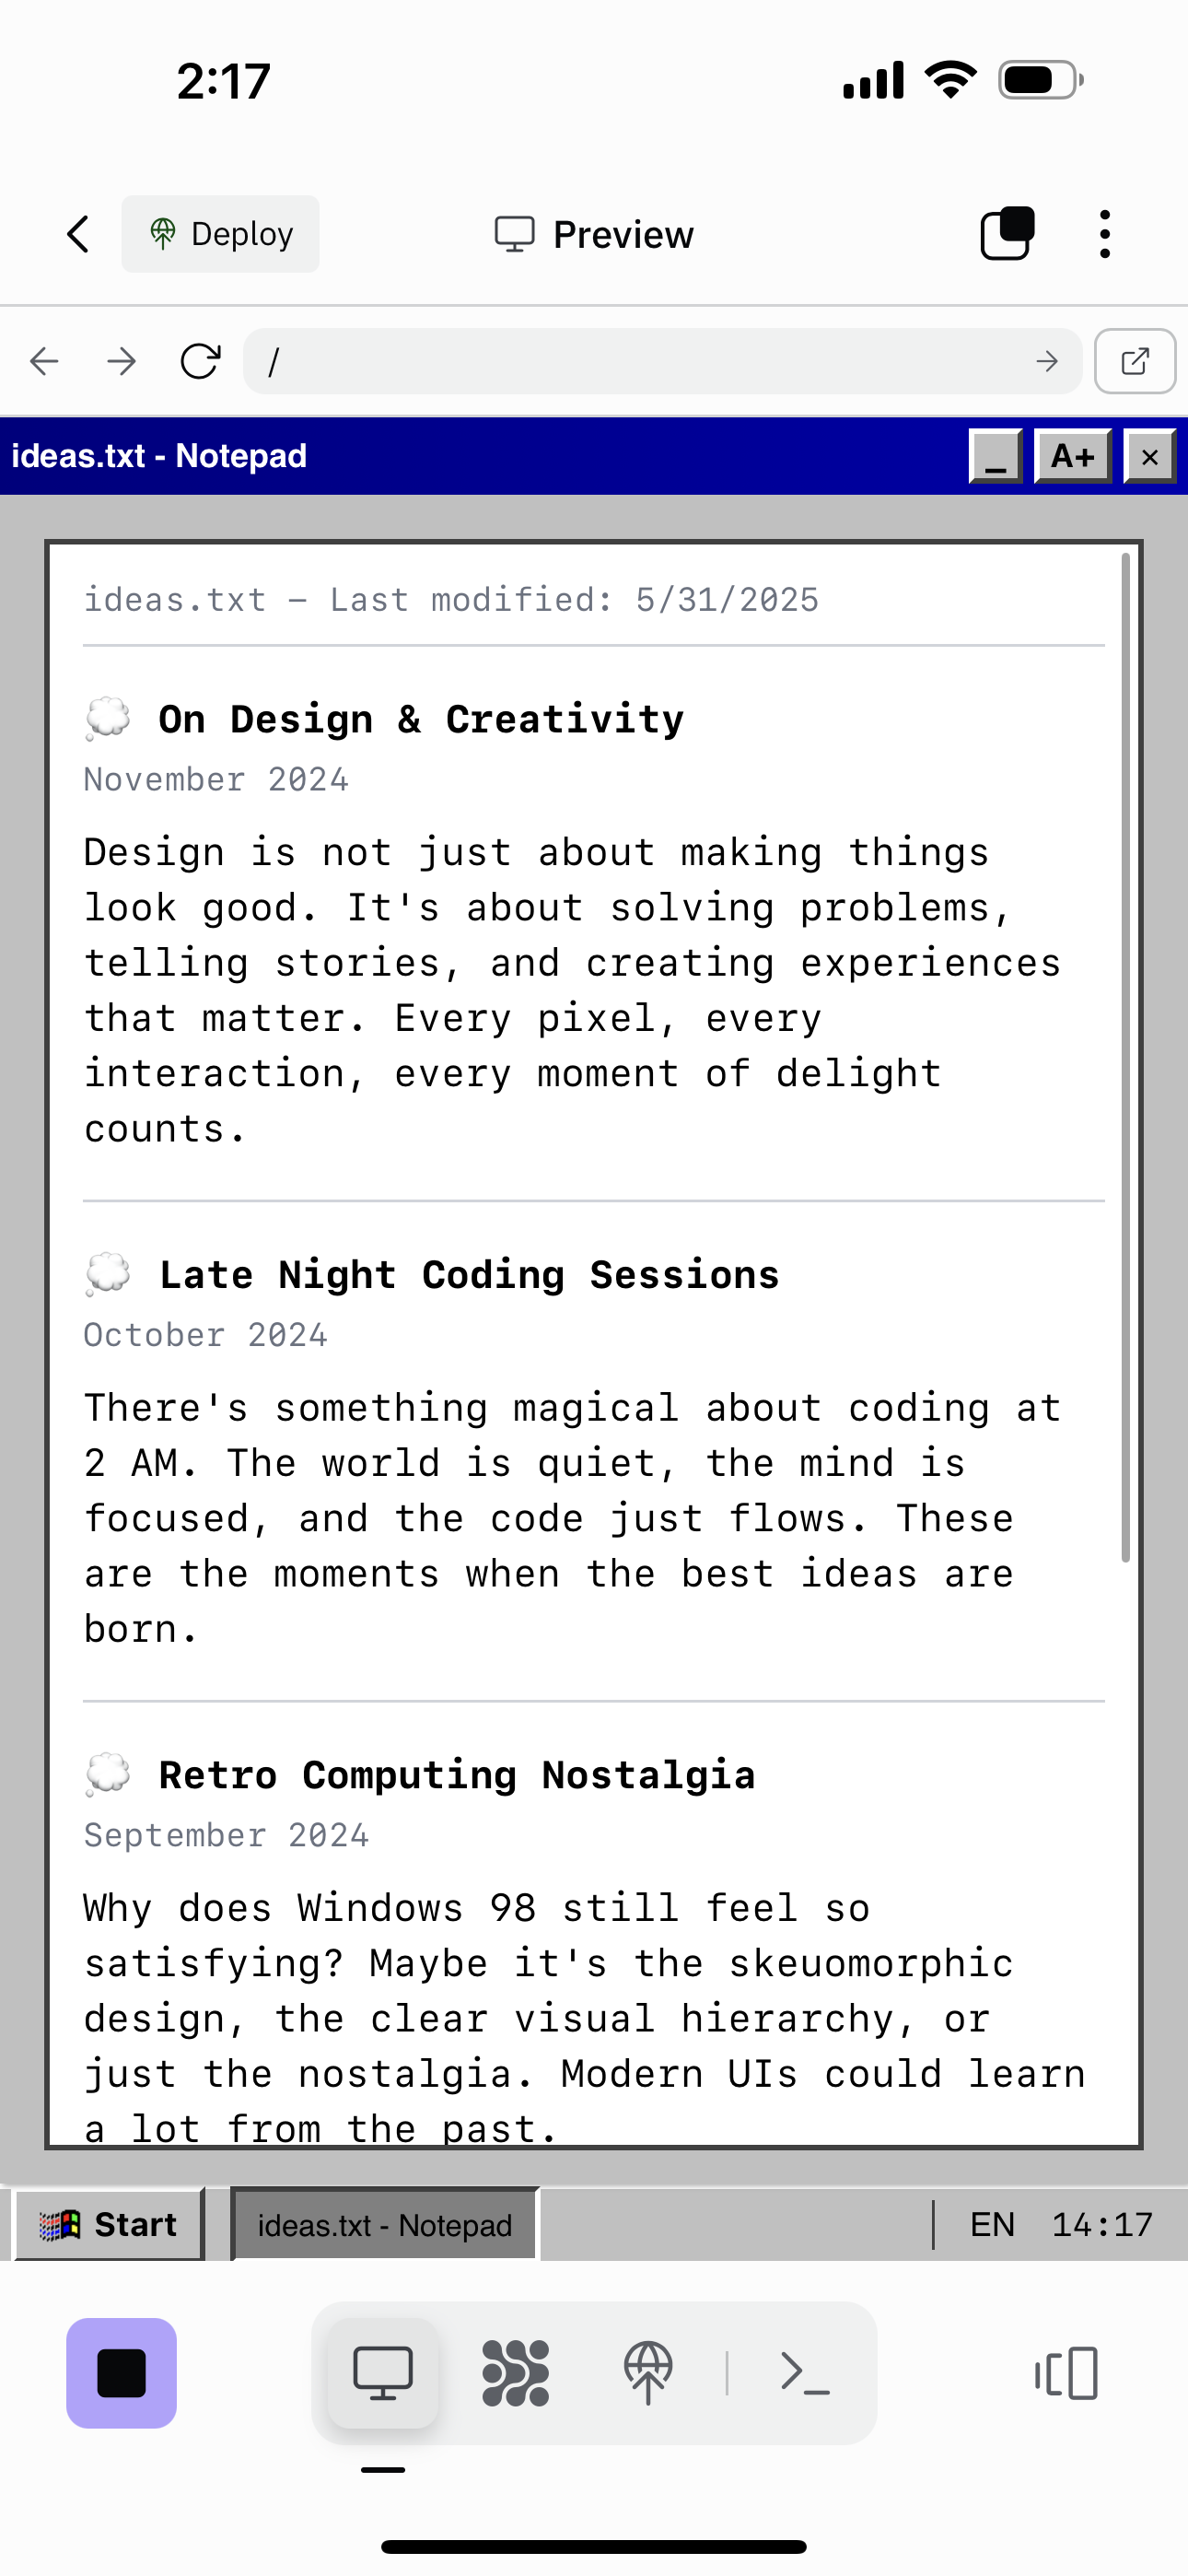 2:17
Deploy
Preview
/
ideas.txt - Notepad
A+
ideas.txt — Last modified: 5/31/2025
On Design & Creativity
November 2024
Design is not just about making things
look good. It's about solving problems,
telling stories, and creating experiences
that matter. Every pixel, every
interaction, every moment of delight
counts.
Late Night Coding Sessions
October 2024
There's something magical about coding at
2 AM. The world is quiet, the mind is
focused, and the code just flows. These
are the moments when the best ideas are
born.
Retro Computing Nostalgia
September 2024
Why does Windows 98 still feel so
satisfying? Maybe it's the skeuomorphic
design, the clear visual hierarchy, or
just the nostalgia. Modern UIs could learn
a lot from the past.
Start
ideas.txt - Notepad
EN 14:17